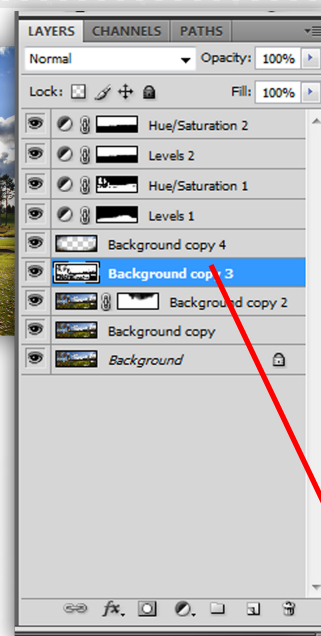 LAYERS CHANNELS PATHS
Normal Opacity: 100%
Lock: Fill: 100%
Hue/Saturation 2
Levels 2
Hue/Saturation 1
Levels 1
Background copy 4
Background copy 3
Background copy 2
Background copy
Background
fx.